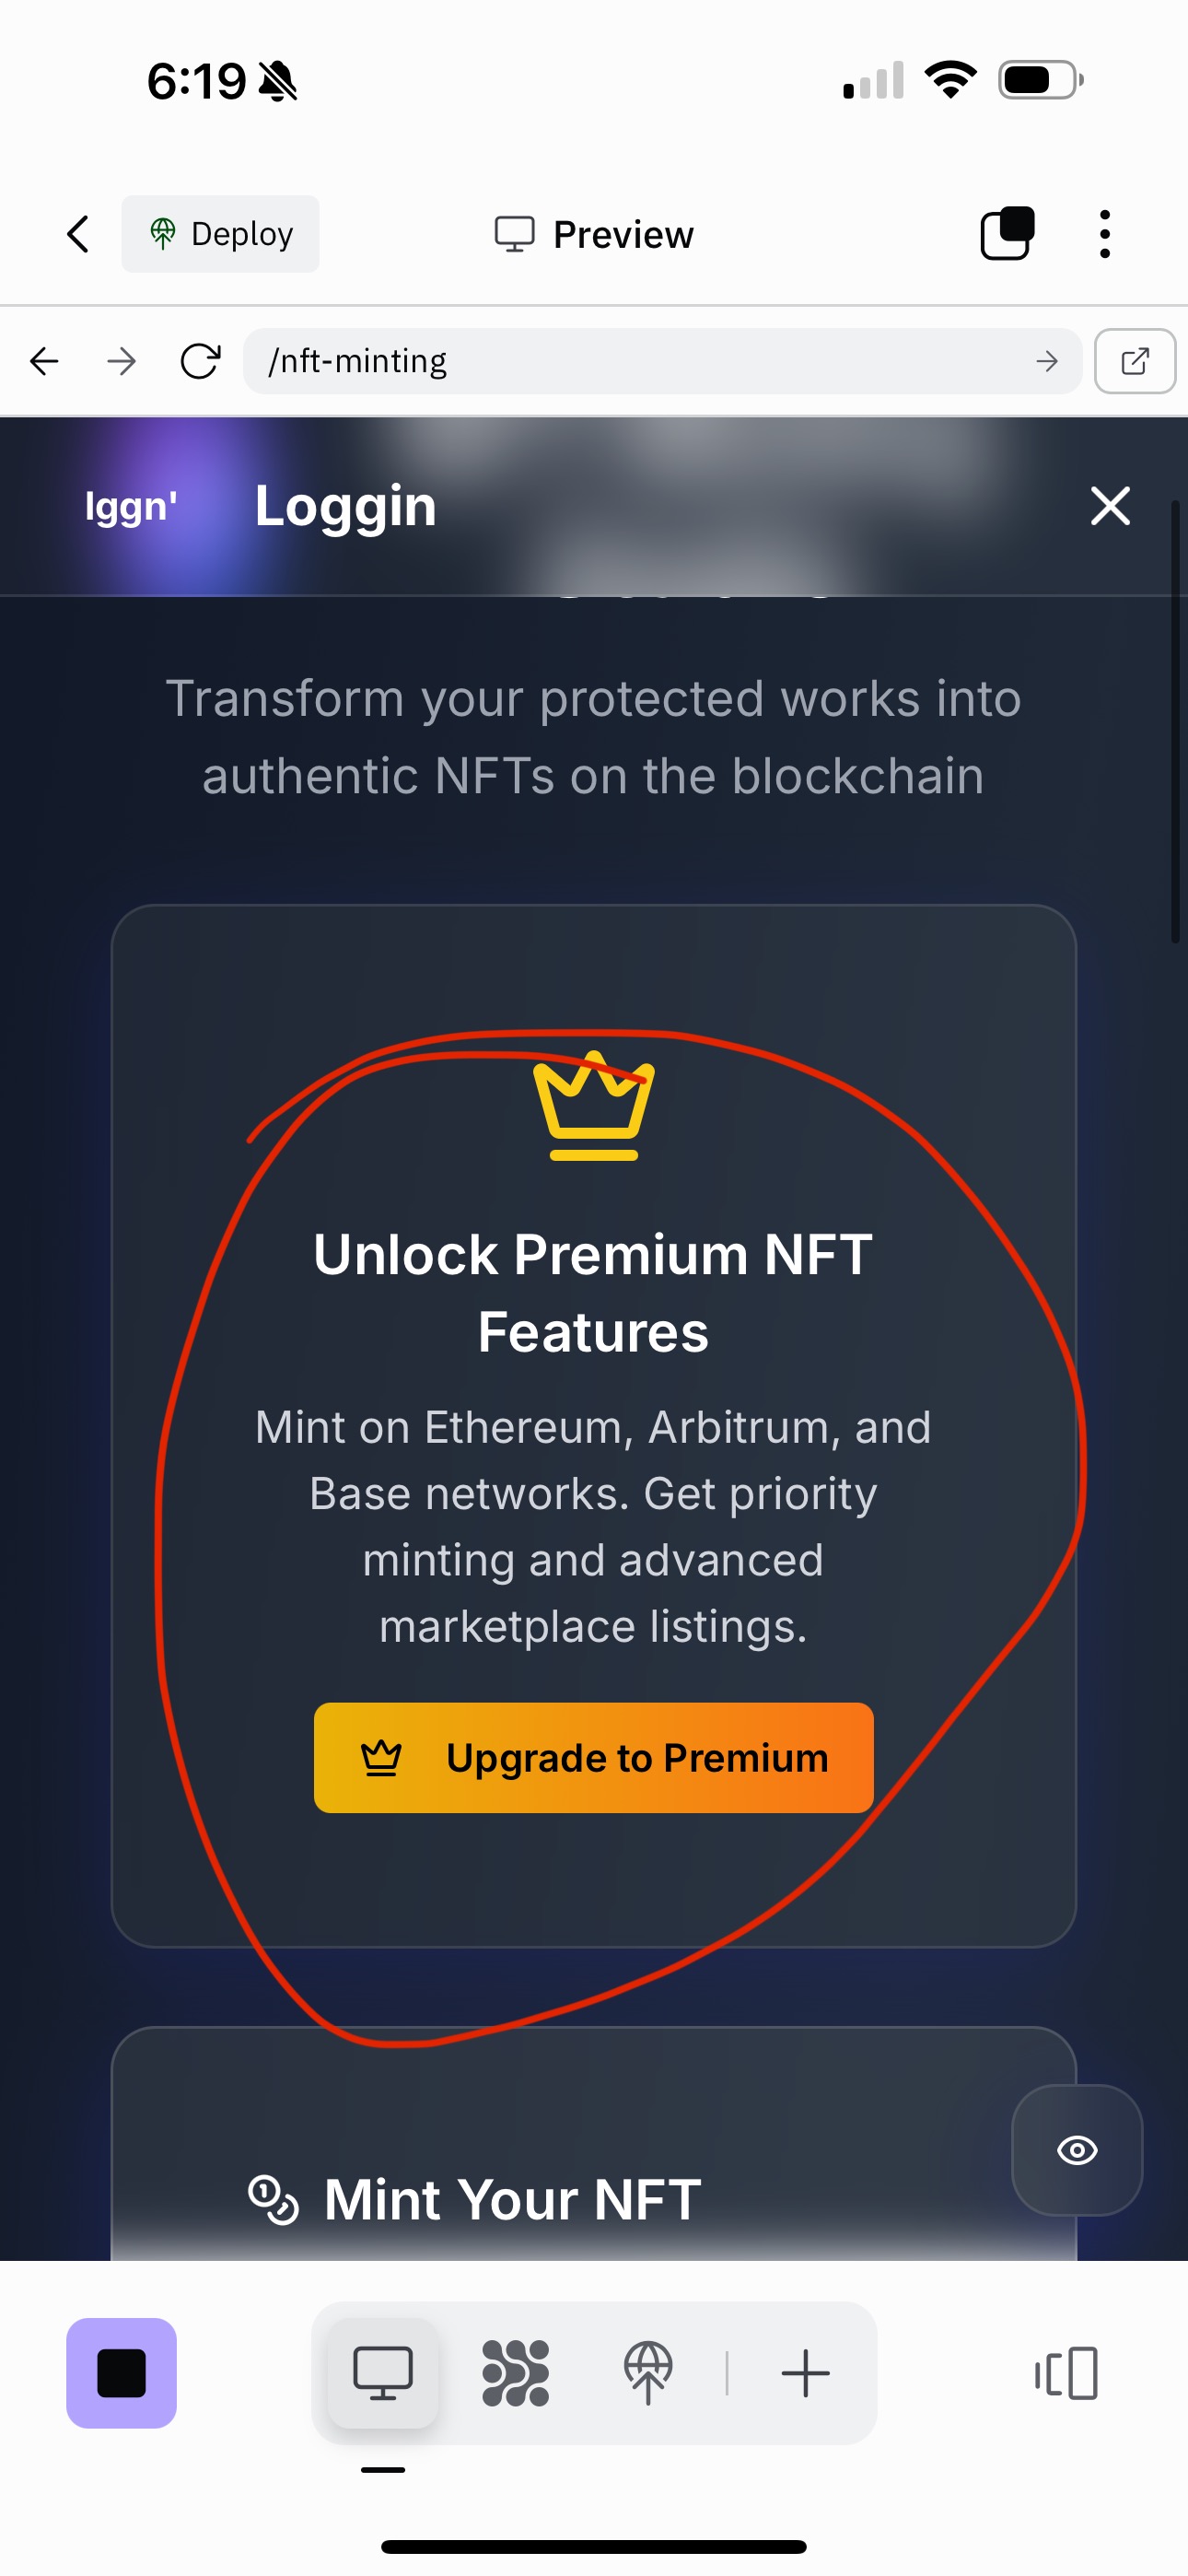 6:19
Deploy
Preview
/nft-minting
lggn'
Loggin
Transform your protected works into
authentic NFTs on the blockchain
Unlock Premium NFT
Features
Mint on Ethereum, Arbitrum, and
Base networks. Get priority
minting and advanced
marketplace listings.
Upgrade to Premium
Mint Your NFT